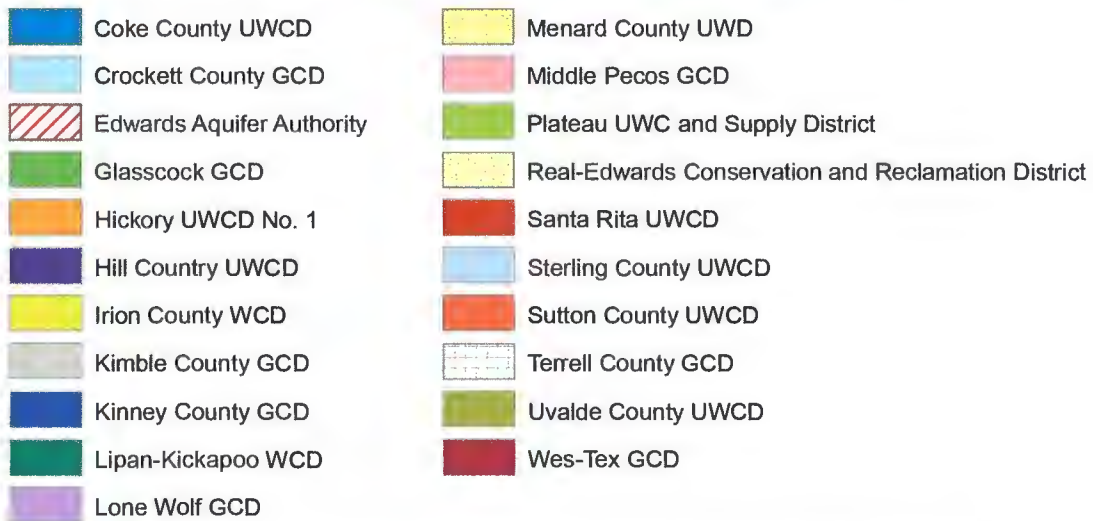 Coke County UWCD
Crockett County GCD
Edwards Aquifer Authority
Glasscock GCD
Hickory UWCD No. 1
Hill Country UWCD
Irion County WCD
Kimble County GCD
Kinney County GCD
Lipan-Kickapoo WCD
Lone Wolf GCD
Menard County UWD
Middle Pecos GCD
Plateau UWC and Supply District
Real-Edwards Conservation and Reclamation District
Santa Rita UWCD
Sterling County UWCD
Sutton County UWCD
Terrell County GCD
Uvalde County UWCD
Wes-Tex GCD